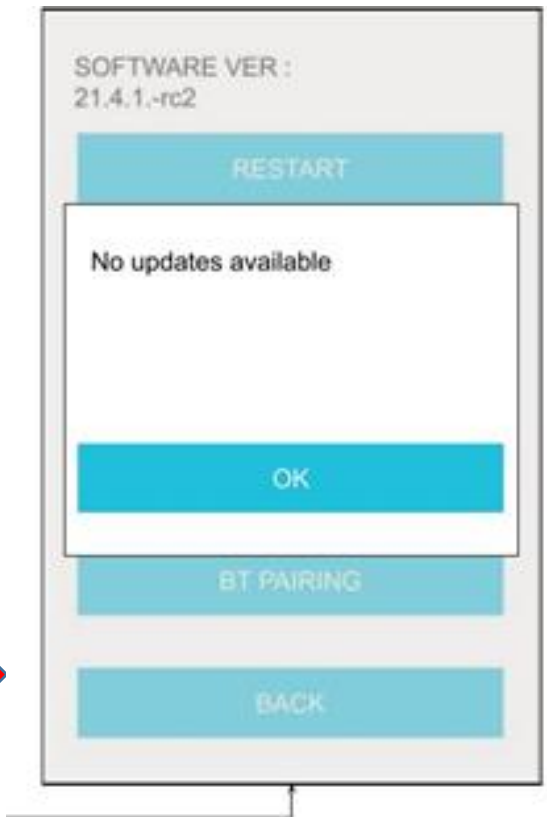 SOFTWARE VER :
21.4.1.-rc2
RESTART
No updates available
OK
BT PAIRING
BACK